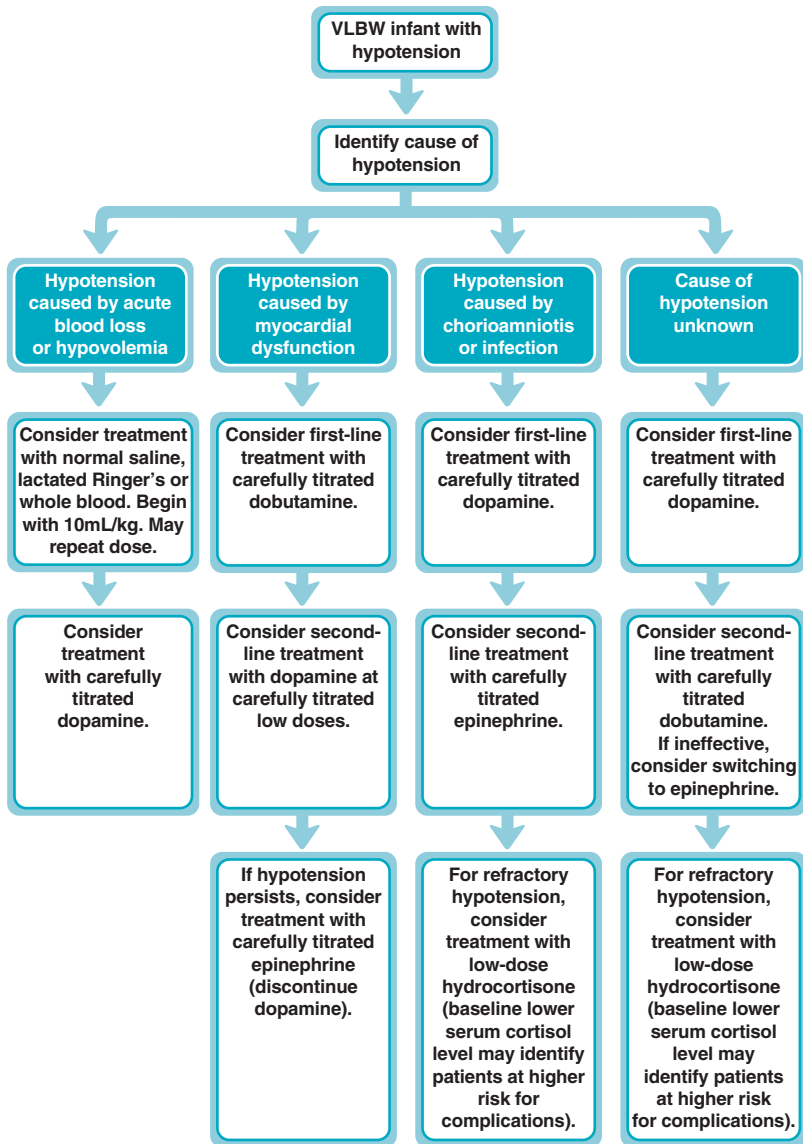 VLBW infant with
hypotension
Identify cause of
hypotension
Hypotension
caused by acute
blood loss
or hypovolemia
Hypotension
caused by
myocardial
dysfunction
Hypotension
caused by
chorioamniotis
or infection
Cause of
hypotension
unknown
Consider treatment
with normal saline,
lactated Ringer's or
whole blood. Begin
with 10mL/kg. May
repeat dose.
Consider first-line
treatment with
carefully titrated
dobutamine.
Consider first-line
treatment with
carefully titrated
dopamine.
Consider first-line
treatment with
carefully titrated
dopamine.
Consider
treatment
with carefully
titrated
dopamine.
Consider second-
line treatment
with dopamine at
carefully titrated
low doses.
Consider second-
line treatment
with carefully
titrated
epinephrine.
Consider second-
line treatment
with carefully
titrated
dobutamine.
If ineffective,
consider switching
to epinephrine.
If hypotension
persists, consider
treatment with
carefully titrated
epinephrine
(discontinue
dopamine).
For refractory
hypotension,
consider
treatment with
low-dose
hydrocortisone
(baseline lower
serum cortisol
level may identify
patients at higher
risk for
complications).
For refractory
hypotension,
consider
treatment with
low-dose
hydrocortisone
(baseline lower
serum cortisol
level may
identify patients
at higher risk
for complications).